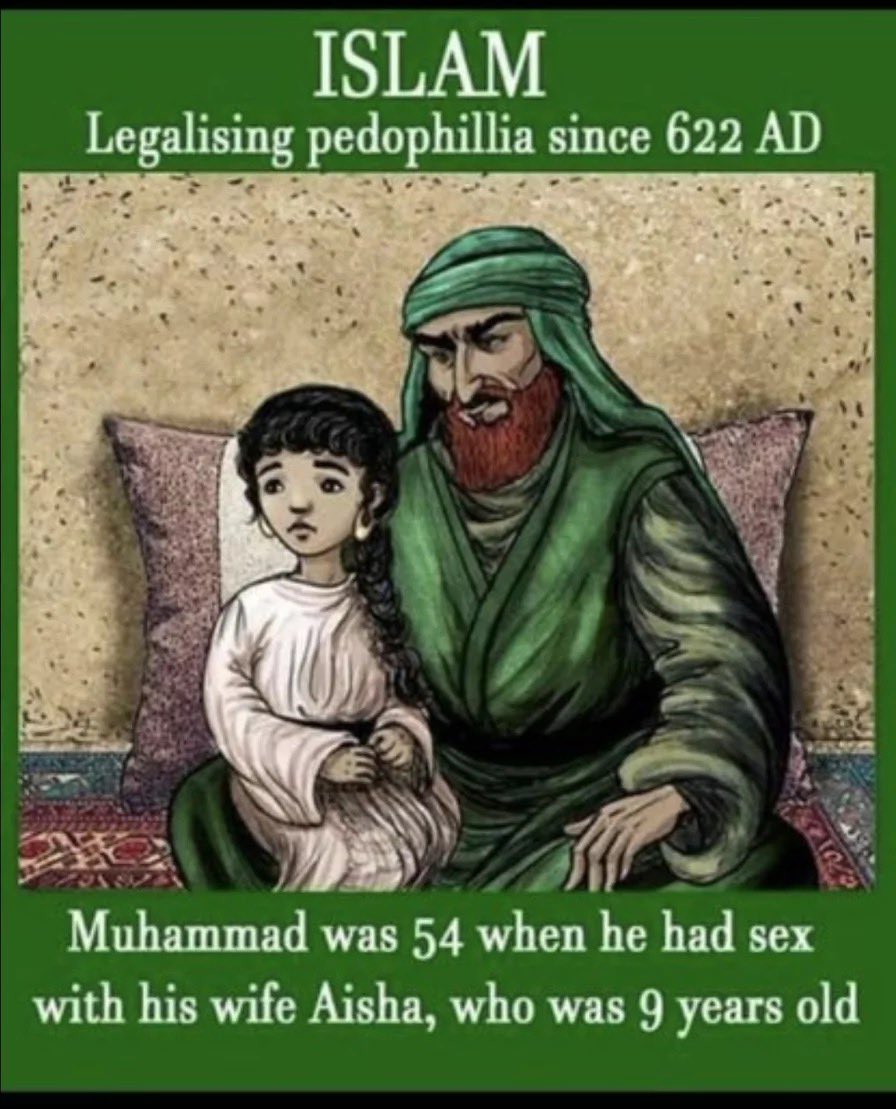 ISLAM
Legalising pedophillia since 622 AD
Muhammad was 54 when he had sex
with his wife Aisha, who was 9 years old